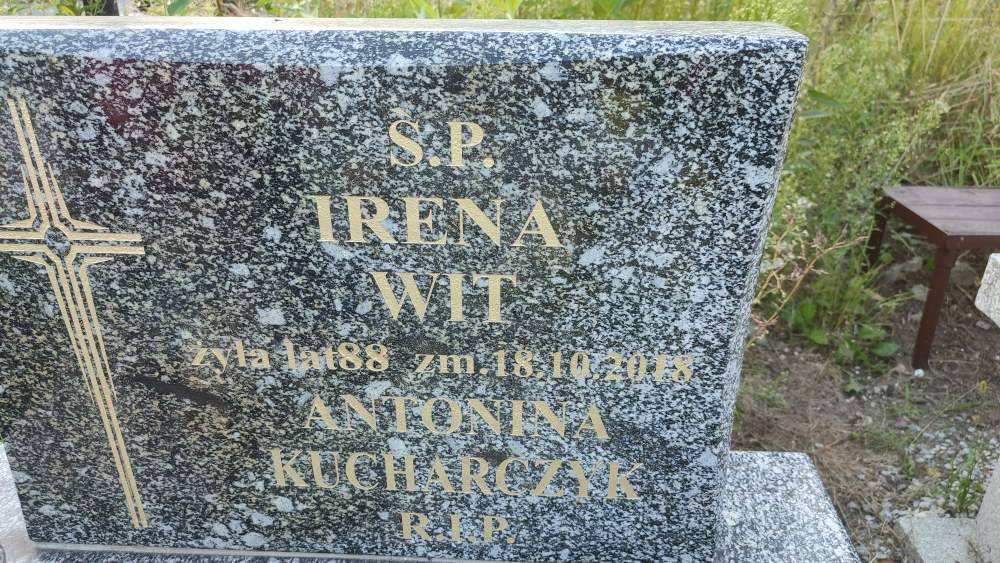 Ś.P.
IRENA
WIT
żyła lat88 zm.18.10.2018
ANTONINA
KUCHARCZYK
R.I.P.